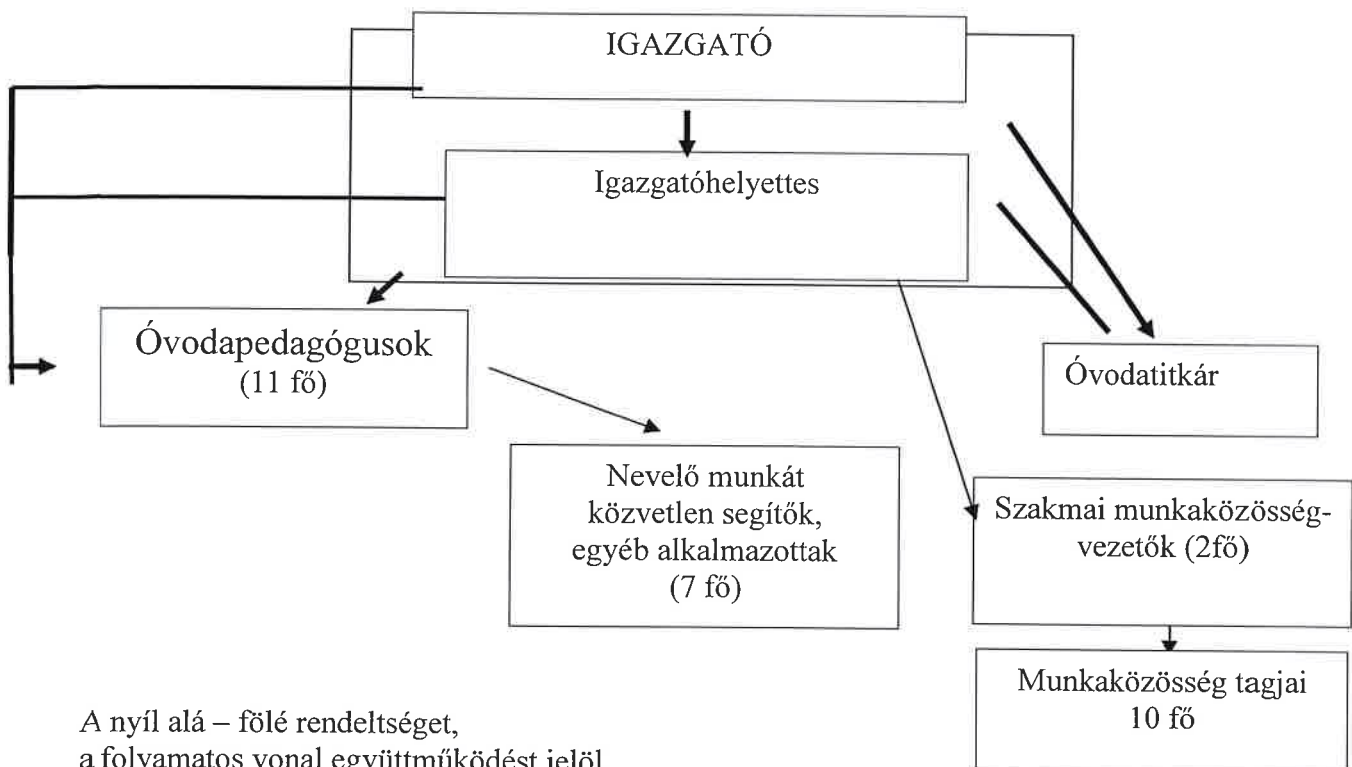 IGAZGATÓ
Igazgatóhelyettes
Óvodapedagógusok
(11 fő)
Óvodatitkár
Nevelő munkát
közvetlen segítők,
egyéb alkalmazottak
(7 fő)
Szakmai munkaközösség-
vezetők (2fő)
Munkaközösség tagjai
10 fő
A nyíl alá – fölé rendeltséget,
a folyamatos vonal együttműködést jelöl